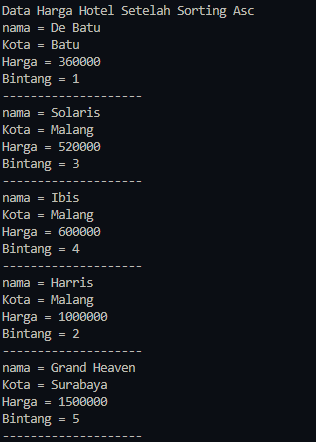 Data Harga Hotel Setelah Sorting Asc
nama = De Batu
Kota = Batu
Harga = 360000
Bintang = 1
--------------------
nama = Solaris
Kota = Malang
Harga = 520000
Bintang = 3
--------------------
nama = Ibis
Kota = Malang
Harga = 600000
Bintang = 4
--------------------
nama = Harris
Kota = Malang
Harga = 1000000
Bintang = 2
--------------------
nama = Grand Heaven
Kota = Surabaya
Harga = 1500000
Bintang = 5
--------------------